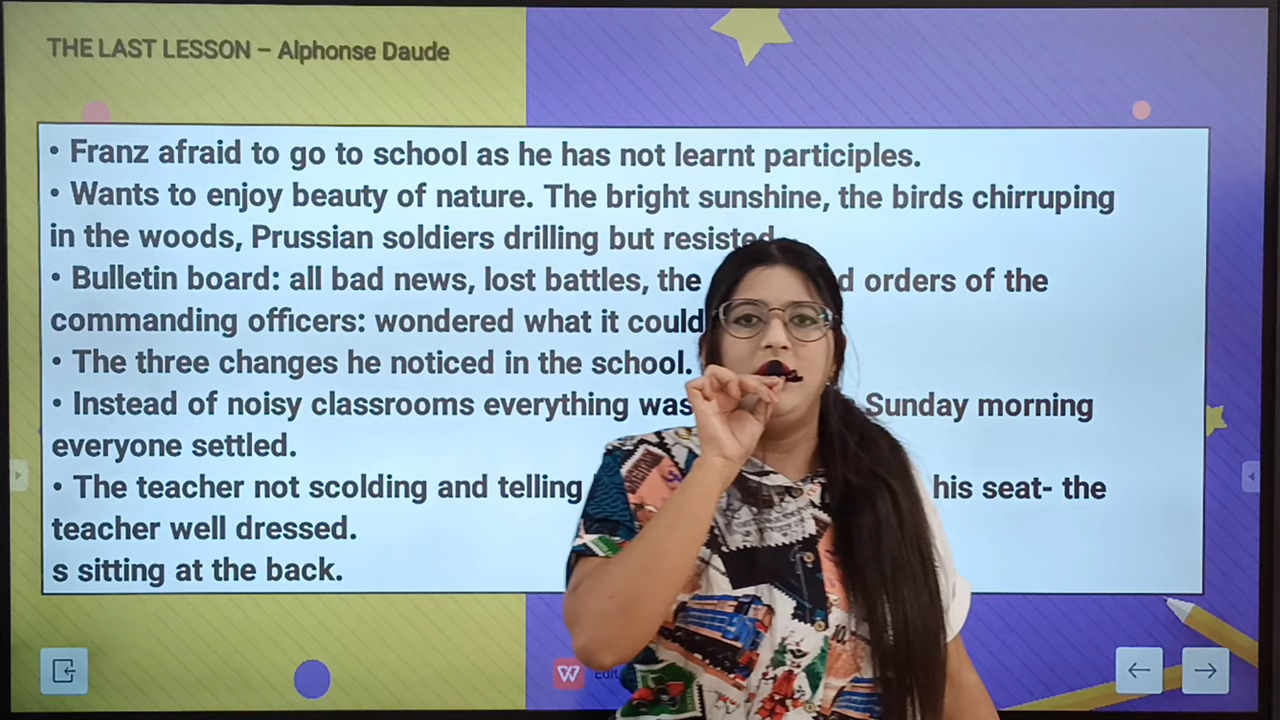 THE LAST LESSON – Alphonse Daude
• Franz afraid to go to school as he has not learnt participles.
• Wants to enjoy beauty of nature. The bright sunshine, the birds chirruping
in the woods, Prussian soldiers drilling but resisted
• Bulletin board: all bad news, lost battles, the orders of the
commanding officers: wondered what it could
• The three changes he noticed in the school.
• Instead of noisy classrooms everything was Sunday morning
everyone settled.
• The teacher not scolding and telling his seat- the
teacher well dressed.
s sitting at the back.
Edit